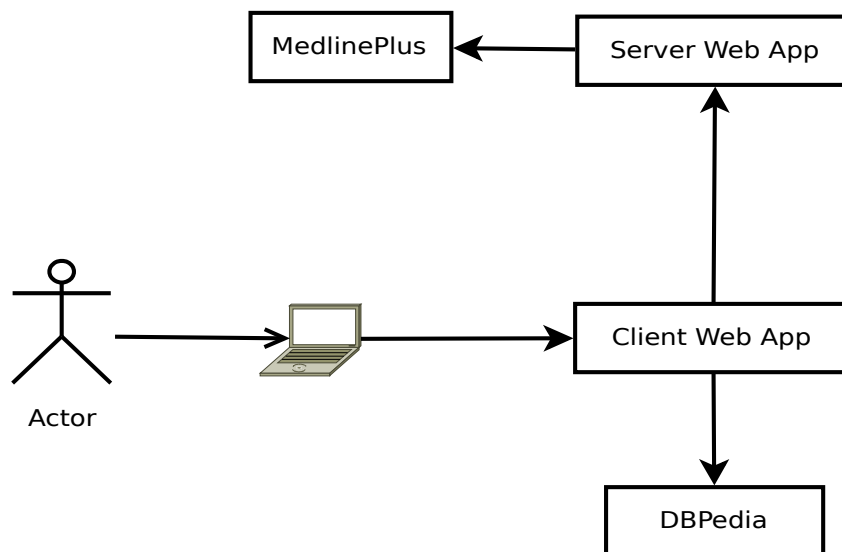 MedlinePlus
Server Web App
Client Web App
Actor
DBPedia